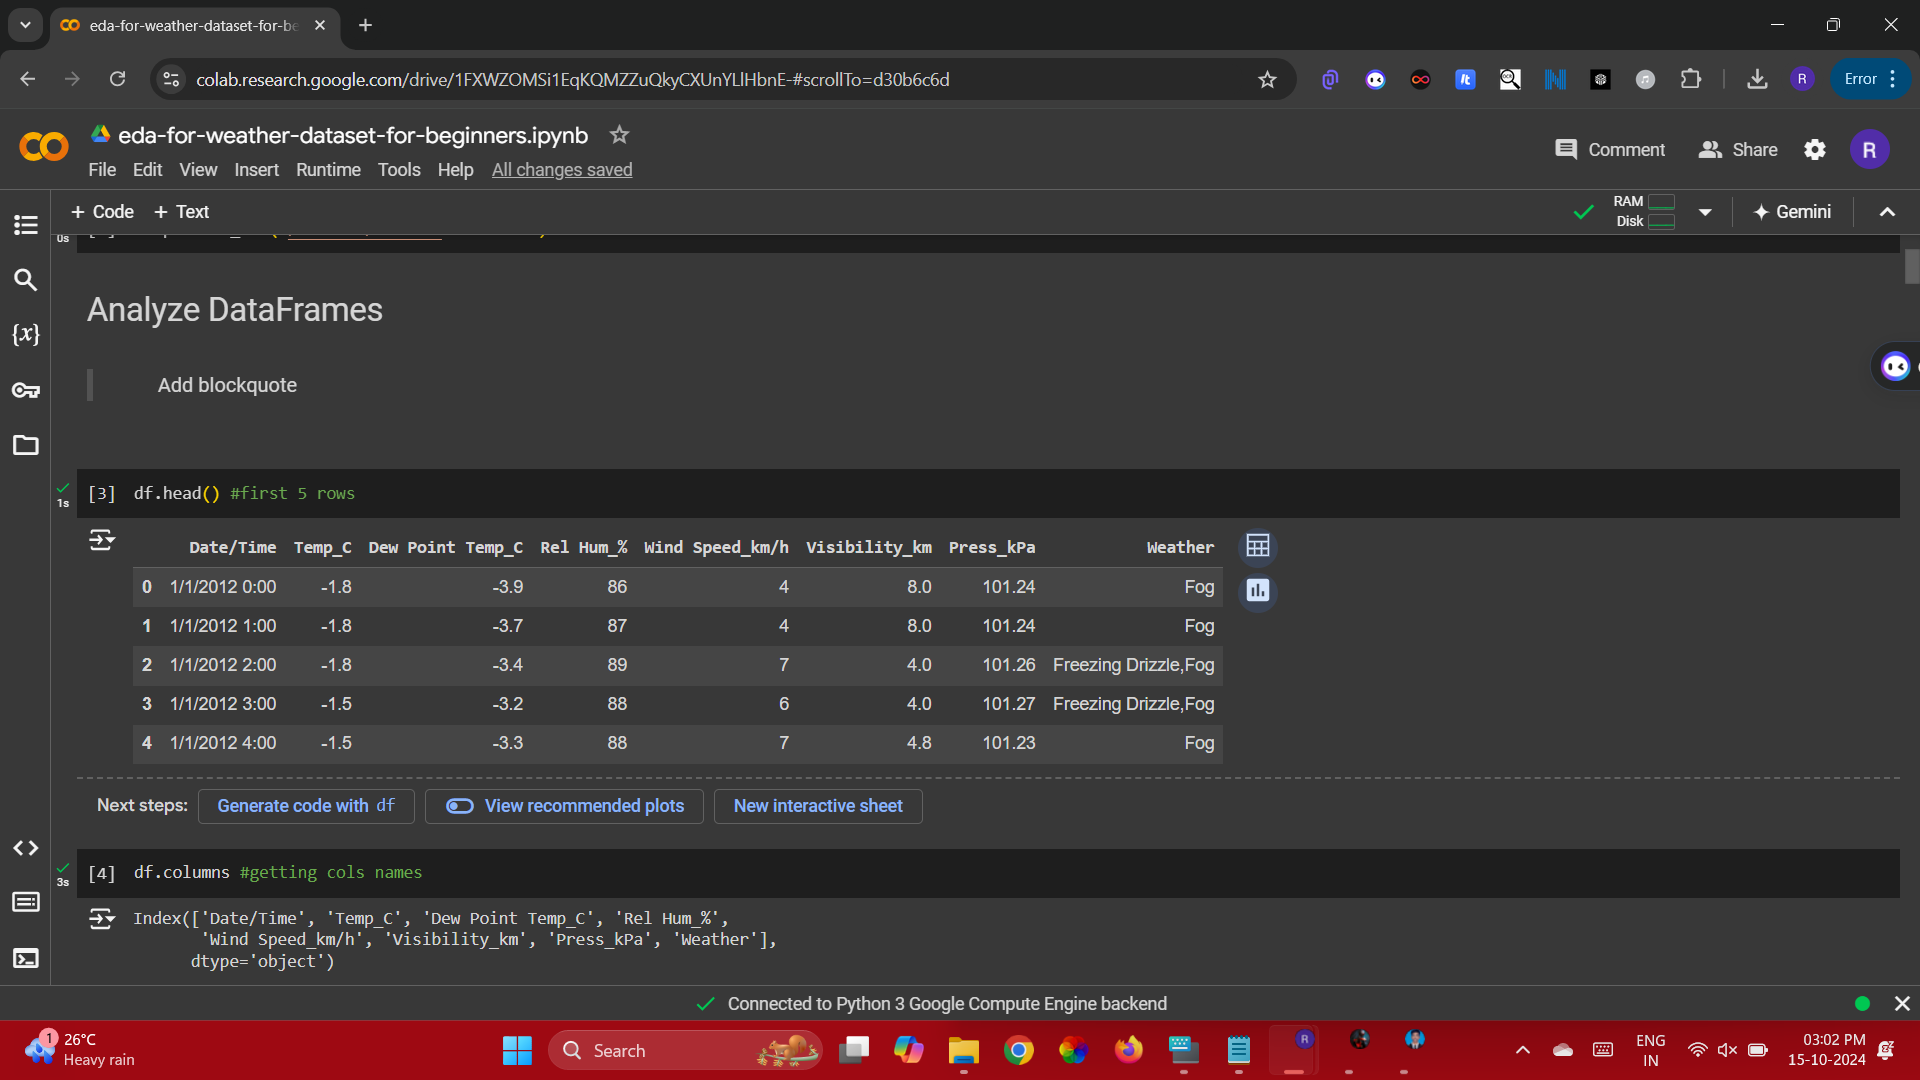 eda-for-weather-dataset-for-be
colab.research.google.com/drive/1FXWZOMSi1EqKQMZZuQkyCXUnYLlHbnE-#scrollTo=d30b6c6d
R
Error
eda-for-weather-dataset-for-beginners.ipynb
Comment
Share
R
File Edit View Insert Runtime Tools Help All changes saved
+ Code + Text
RAM
Disk
Gemini
0s
Analyze DataFrames
Add blockquote
1s
[3] df.head() #first 5 rows
Date/Time Temp_C Dew Point Temp_C Rel Hum_% Wind Speed_km/h Visibility_km Press_kPa Weather
0 1/1/2012 0:00 -1.8 -3.9 86 4 8.0 101.24 Fog
1 1/1/2012 1:00 -1.8 -3.7 87 4 8.0 101.24 Fog
2 1/1/2012 2:00 -1.8 -3.4 89 7 4.0 101.26 Freezing Drizzle,Fog
3 1/1/2012 3:00 -1.5 -3.2 88 6 4.0 101.27 Freezing Drizzle,Fog
4 1/1/2012 4:00 -1.5 -3.3 88 7 4.8 101.23 Fog
Next steps: Generate code with df View recommended plots New interactive sheet
3s
[4] df.columns #getting cols names
Index(['Date/Time', 'Temp_C', 'Dew Point Temp_C', 'Rel Hum_%',
'Wind Speed_km/h', 'Visibility_km', 'Press_kPa', 'Weather'],
dtype='object')
Connected to Python 3 Google Compute Engine backend
1
26°C
Heavy rain
Search
R
ENG
IN
03:02 PM
15-10-2024